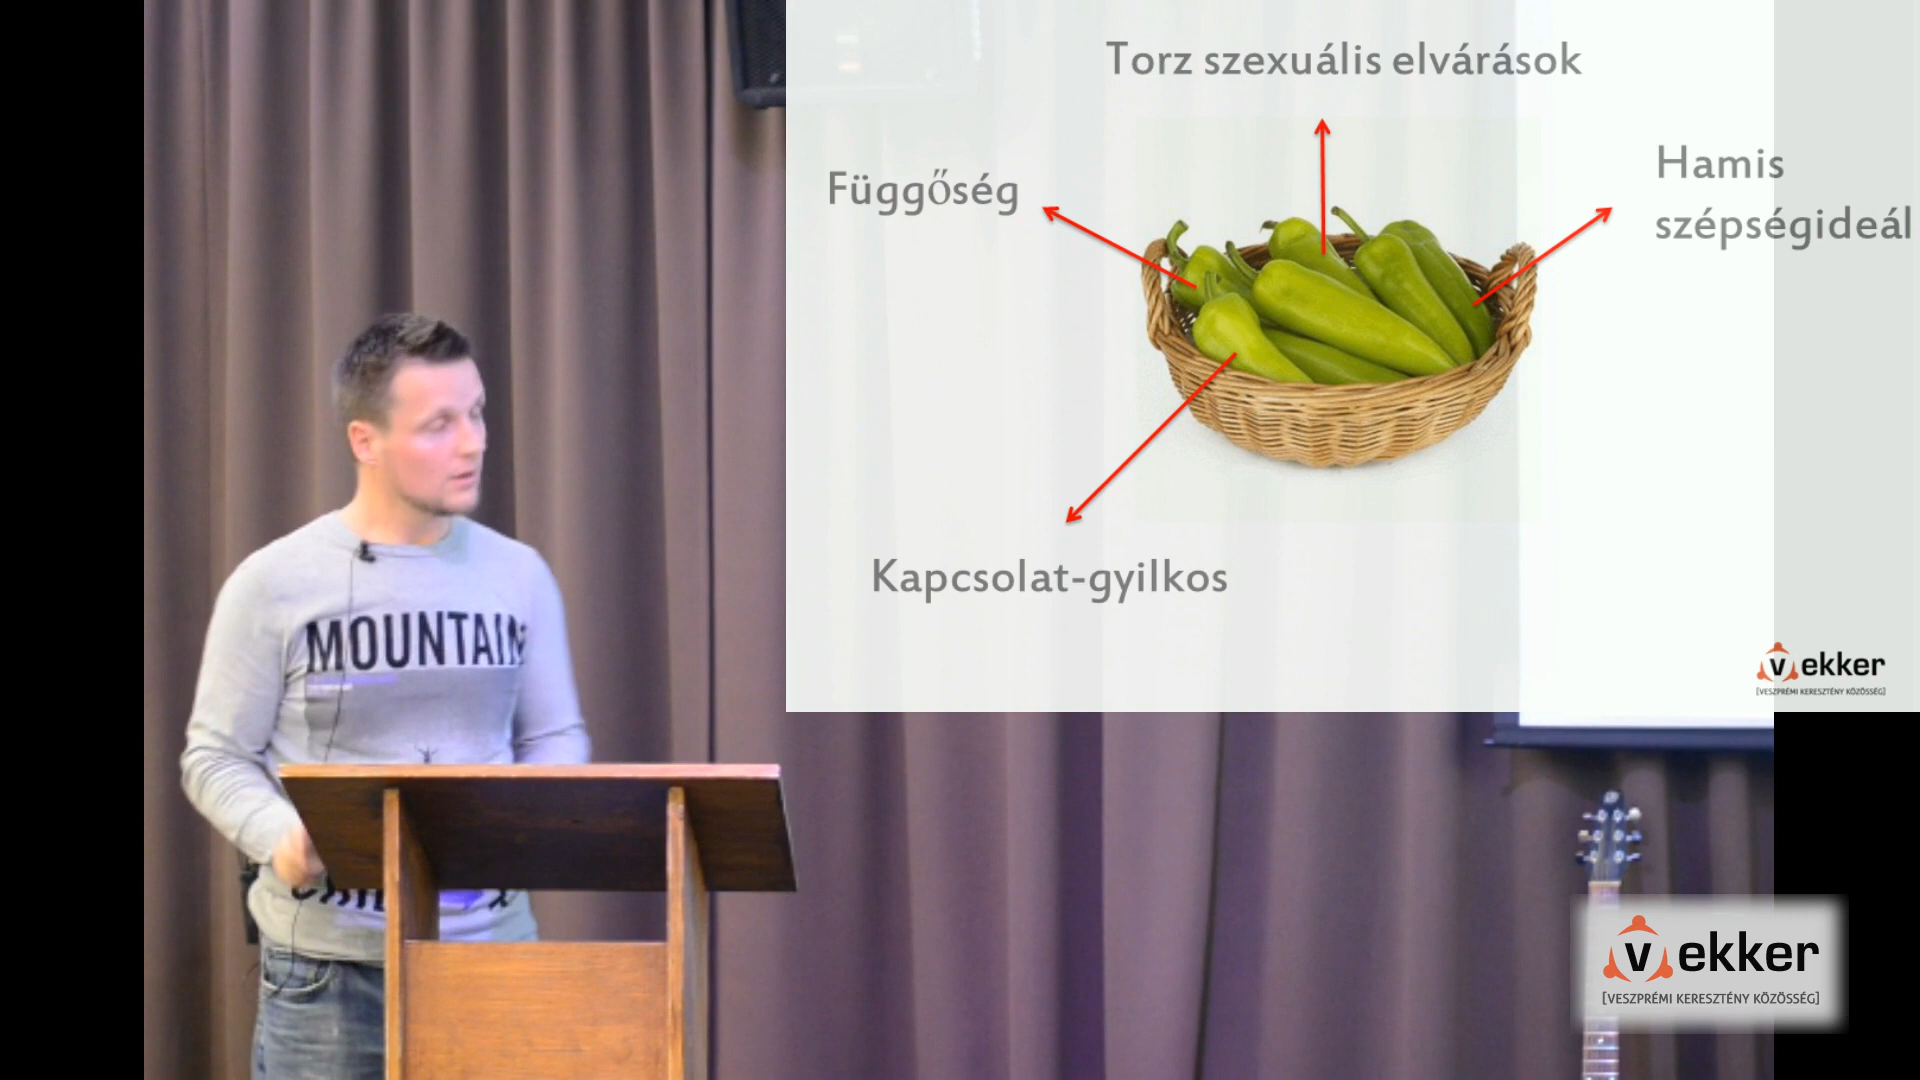 Torz szexuális elvárások
Függőség
Hamis
szépségideál
Kapcsolat-gyilkos
vekker
[VESZPRÉMI KERESZTÉNY KÖZÖSSÉG]
MOUNTAIN
vekker
[VESZPRÉMI KERESZTÉNY KÖZÖSSÉG]